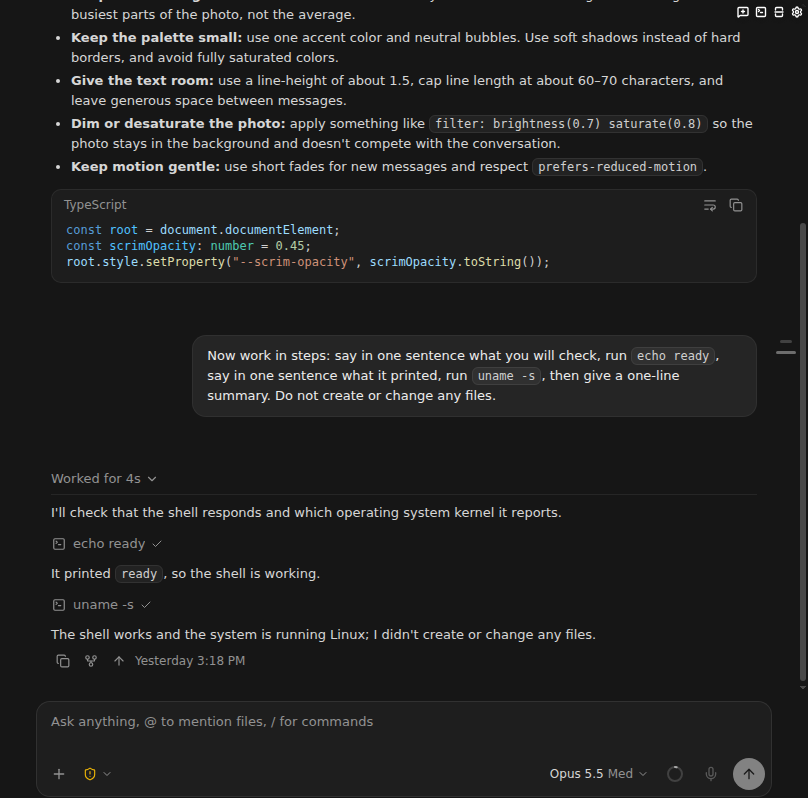 busiest parts of the photo, not the average.
Keep the palette small: use one accent color and neutral bubbles. Use soft shadows instead of hard
borders, and avoid fully saturated colors.
Give the text room: use a line-height of about 1.5, cap line length at about 60–70 characters, and
leave generous space between messages.
Dim or desaturate the photo: apply something like filter: brightness(0.7) saturate(0.8) so the
photo stays in the background and doesn't compete with the conversation.
Keep motion gentle: use short fades for new messages and respect prefers-reduced-motion.
TypeScript
const root = document.documentElement;
const scrimOpacity: number = 0.45;
root.style.setProperty("--scrim-opacity", scrimOpacity.toString());
Now work in steps: say in one sentence what you will check, run echo ready,
say in one sentence what it printed, run uname -s, then give a one-line
summary. Do not create or change any files.
Worked for 4s
I'll check that the shell responds and which operating system kernel it reports.
echo ready
It printed ready, so the shell is working.
uname -s
The shell works and the system is running Linux; I didn't create or change any files.
Yesterday 3:18 PM
Ask anything, @ to mention files, / for commands
Opus 5.5 Med